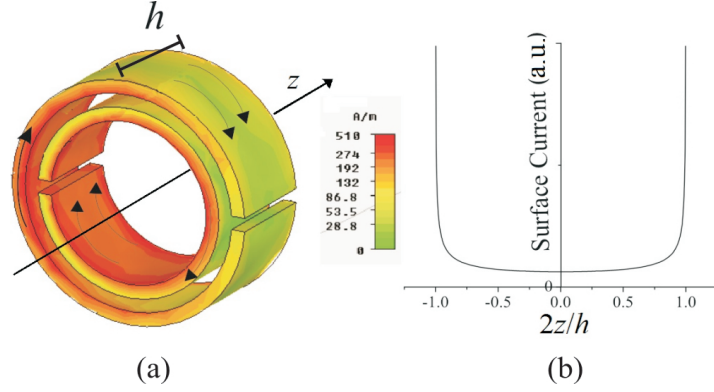 h
z
A/m
510
274
192
132
86.8
53.5
28.8
0
(a)
Surface Current (a.u.)
0
-1.0 -0.5 0.0 0.5 1.0
2z/h
(b)